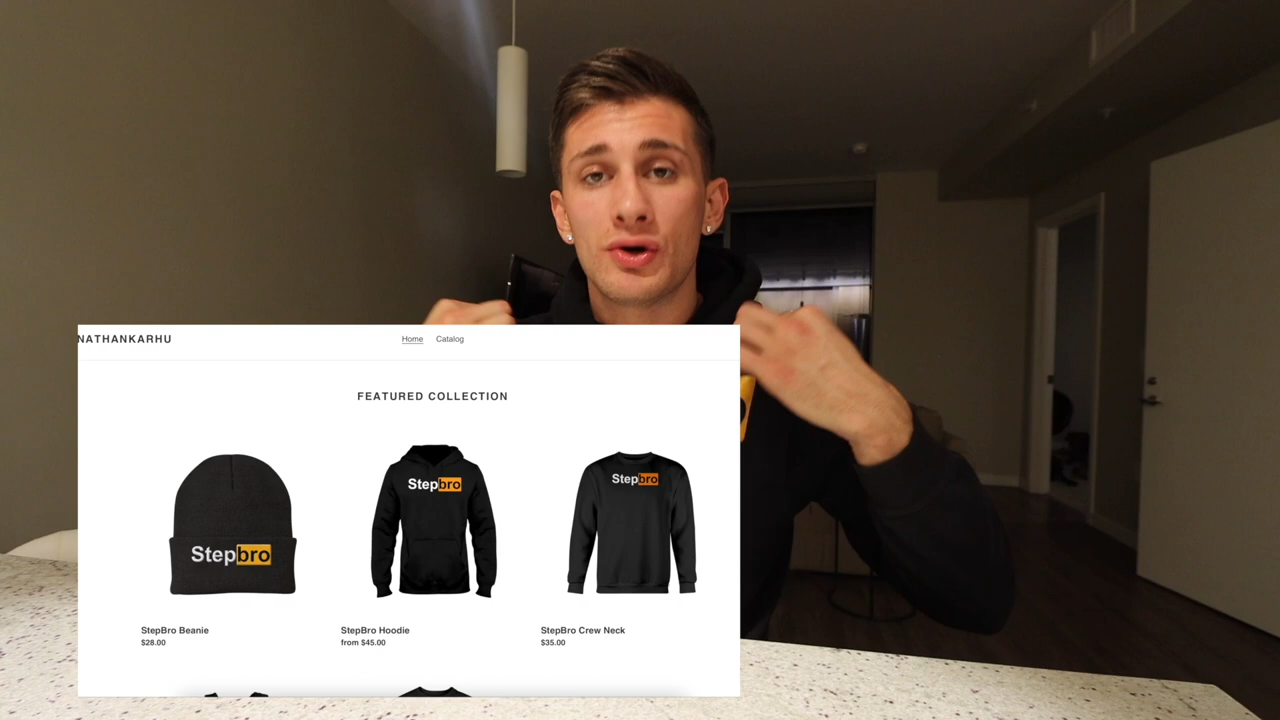 NATHANKARHU
Home Catalog
FEATURED COLLECTION
Stepbro
Stepbro
Stepbro
StepBro Beanie
$28.00
StepBro Hoodie
from $45.00
StepBro Crew Neck
$35.00